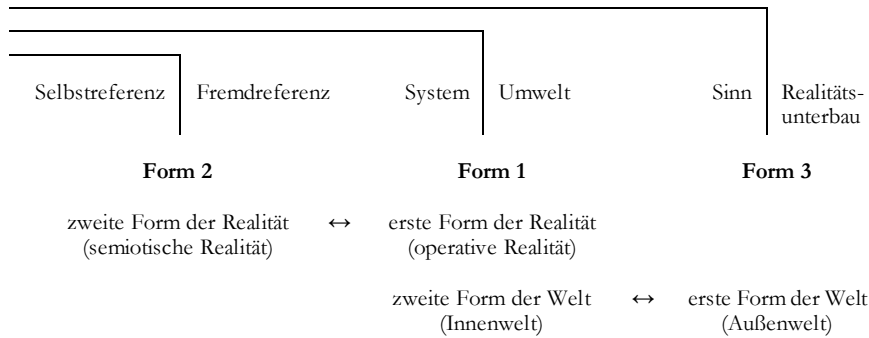 Selbstreferenz Fremdreferenz System Umwelt Sinn Realitäts-
unterbau
Form 2 Form 1 Form 3
zweite Form der Realität ↔ erste Form der Realität
(semiotische Realität) (operative Realität)
zweite Form der Welt ↔ erste Form der Welt
(Innenwelt) (Außenwelt)